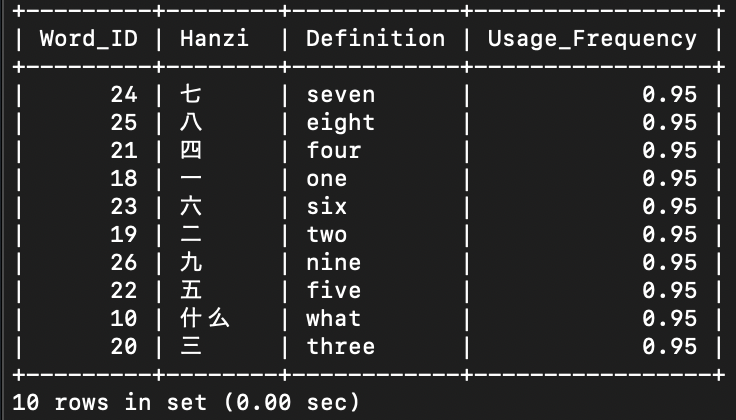 +---------+--------+------------+-----------------+
| Word_ID | Hanzi  | Definition | Usage_Frequency |
+---------+--------+------------+-----------------+
|      24 | 七     | seven      |            0.95 |
|      25 | 八     | eight      |            0.95 |
|      21 | 四     | four       |            0.95 |
|      18 | 一     | one        |            0.95 |
|      23 | 六     | six        |            0.95 |
|      19 | 二     | two        |            0.95 |
|      26 | 九     | nine       |            0.95 |
|      22 | 五     | five       |            0.95 |
|      10 | 什么   | what       |            0.95 |
|      20 | 三     | three      |            0.95 |
+---------+--------+------------+-----------------+
10 rows in set (0.00 sec)